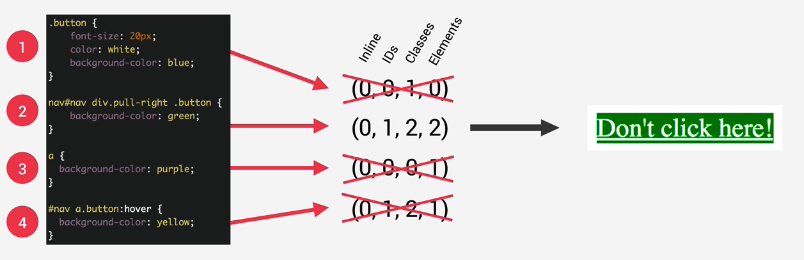 1
.button {
font-size: 20px;
color: white;
background-color: blue;
}
2
nav#nav div.pull-right .button {
background-color: green;
}
3
a {
background-color: purple;
}
4
#nav a.button:hover {
background-color: yellow;
}
Inline
IDs
Classes
Elements
(0, 0, 1, 0)
(0, 1, 2, 2)
(0, 0, 0, 1)
(0, 1, 2, 1)
Don't click here!